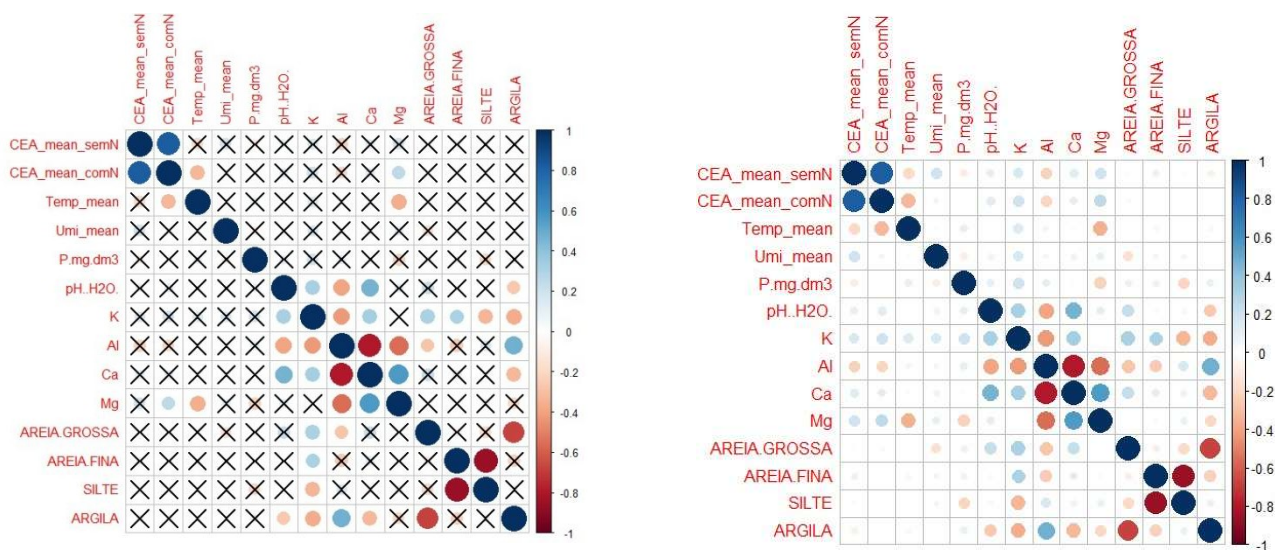 CEA_mean_semN
CEA_mean_comN
Temp_mean
Umi_mean
P.mg.dm3
pH..H2O.
K
Al
Ca
Mg
AREIA.GROSSA
AREIA.FINA
SILTE
ARGILA
CEA_mean_semN
CEA_mean_comN
Temp_mean
Umi_mean
P.mg.dm3
pH..H2O.
K
Al
Ca
Mg
AREIA.GROSSA
AREIA.FINA
SILTE
ARGILA
1
0.8
0.6
0.4
0.2
0
-0.2
-0.4
-0.6
-0.8
-1
CEA_mean_semN
CEA_mean_comN
Temp_mean
Umi_mean
P.mg.dm3
pH..H2O.
K
Al
Ca
Mg
AREIA.GROSSA
AREIA.FINA
SILTE
ARGILA
CEA_mean_semN
CEA_mean_comN
Temp_mean
Umi_mean
P.mg.dm3
pH..H2O.
K
Al
Ca
Mg
AREIA.GROSSA
AREIA.FINA
SILTE
ARGILA
1
0.8
0.6
0.4
0.2
0
-0.2
-0.4
-0.6
-0.8
-1